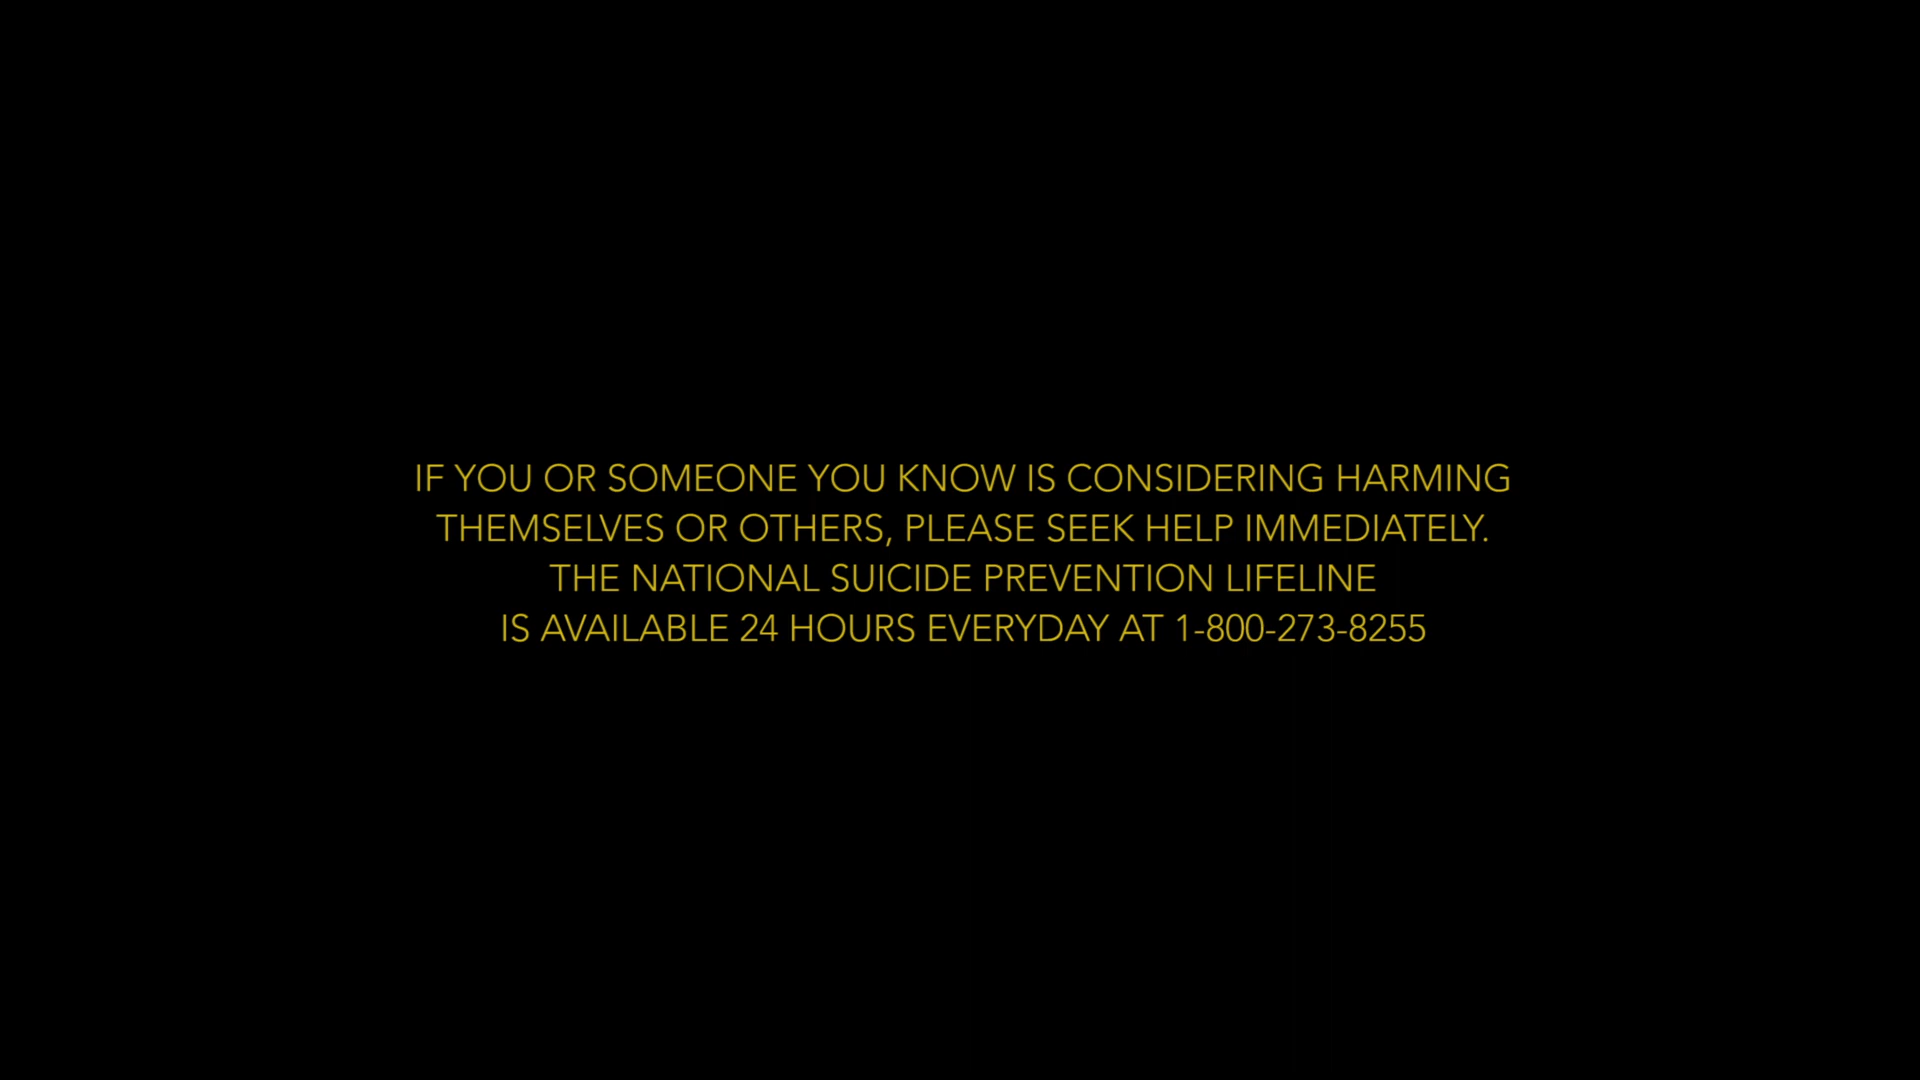 IF YOU OR SOMEONE YOU KNOW IS CONSIDERING HARMING
THEMSELVES OR OTHERS, PLEASE SEEK HELP IMMEDIATELY.
THE NATIONAL SUICIDE PREVENTION LIFELINE
IS AVAILABLE 24 HOURS EVERYDAY AT 1-800-273-8255